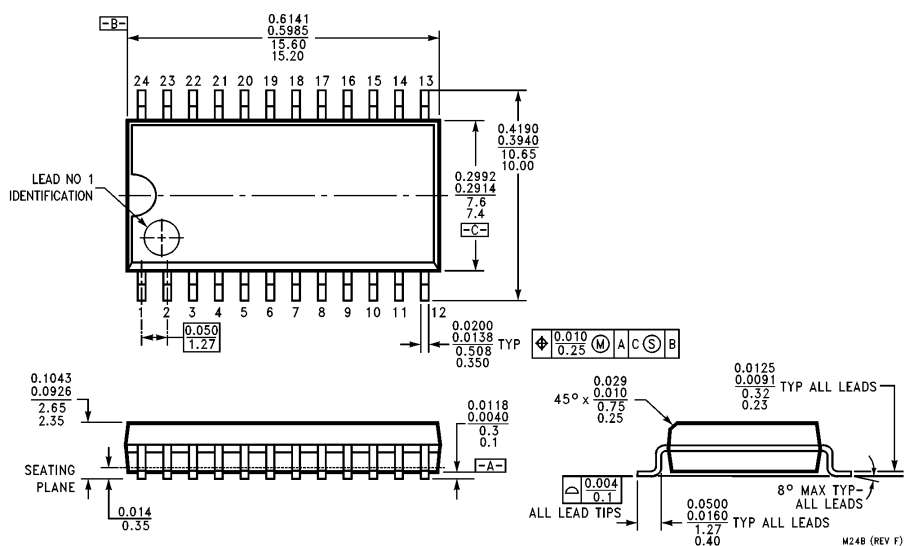 -B-
0.6141
0.5985
15.60
15.20
24 23 22 21 20 19 18 17 16 15 14 13
0.4190
0.3940
10.65
10.00
LEAD NO 1
IDENTIFICATION
0.2992
0.2914
7.6
7.4
-C-
1 2 3 4 5 6 7 8 9 10 11 12
0.050
1.27
0.0200
0.0138
0.508
0.350
TYP
0.010
0.25
M A C S B
0.1043
0.0926
2.65
2.35
0.0118
0.0040
0.3
0.1
-A-
SEATING
PLANE
0.014
0.35
45° x
0.029
0.010
0.75
0.25
0.0125
0.0091
0.32
0.23
TYP ALL LEADS
0.004
0.1
ALL LEAD TIPS
0.0500
0.0160
1.27
0.40
TYP ALL LEADS
8° MAX TYP-
ALL LEADS
M24B (REV F)